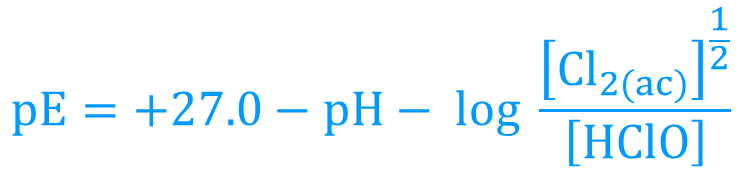 pE = +27.0 − pH − log [Cl₂₍ac₎]^(1/2) / [HClO]